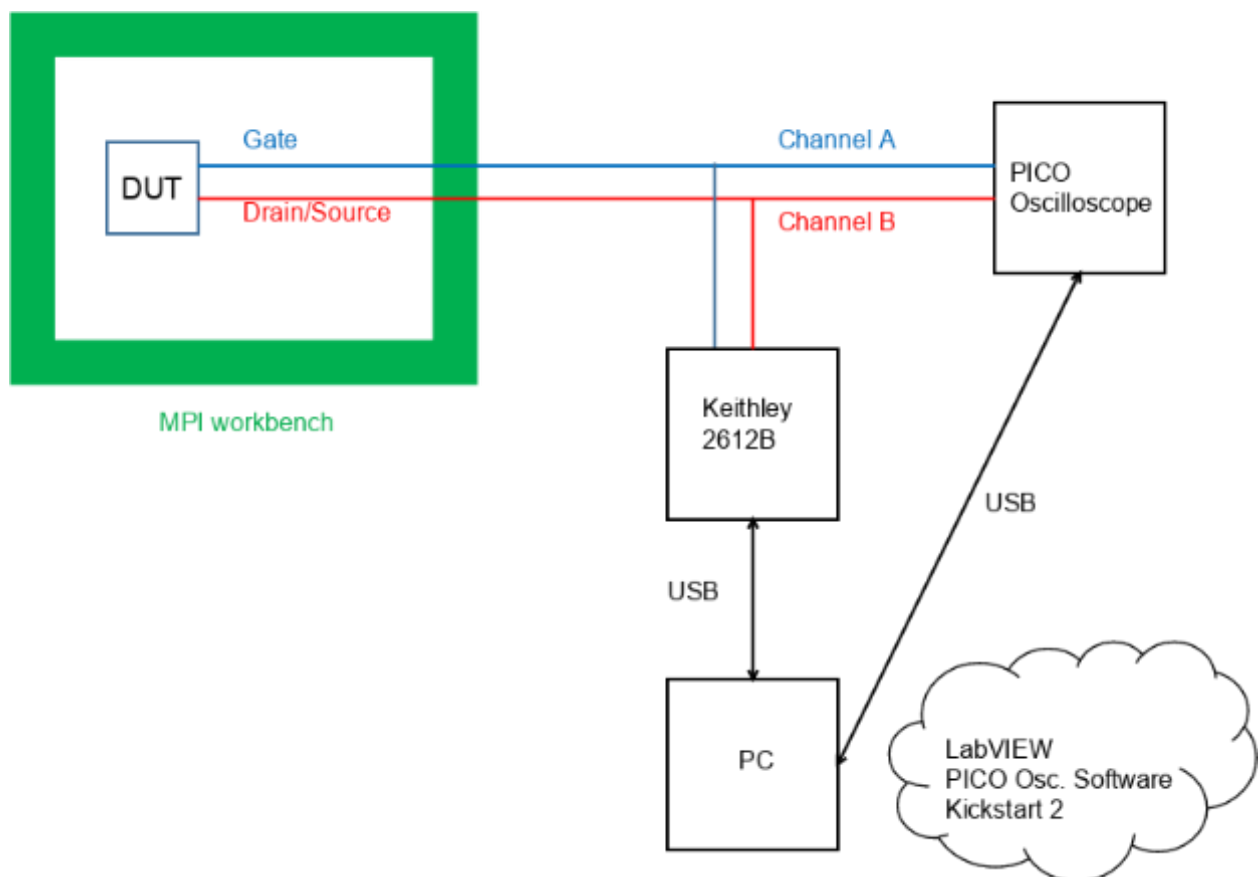 Gate
Channel A
DUT
PICO
Oscilloscope
Drain/Source
Channel B
MPI workbench
Keithley
2612B
USB
USB
PC
LabVIEW
PICO Osc. Software
Kickstart 2